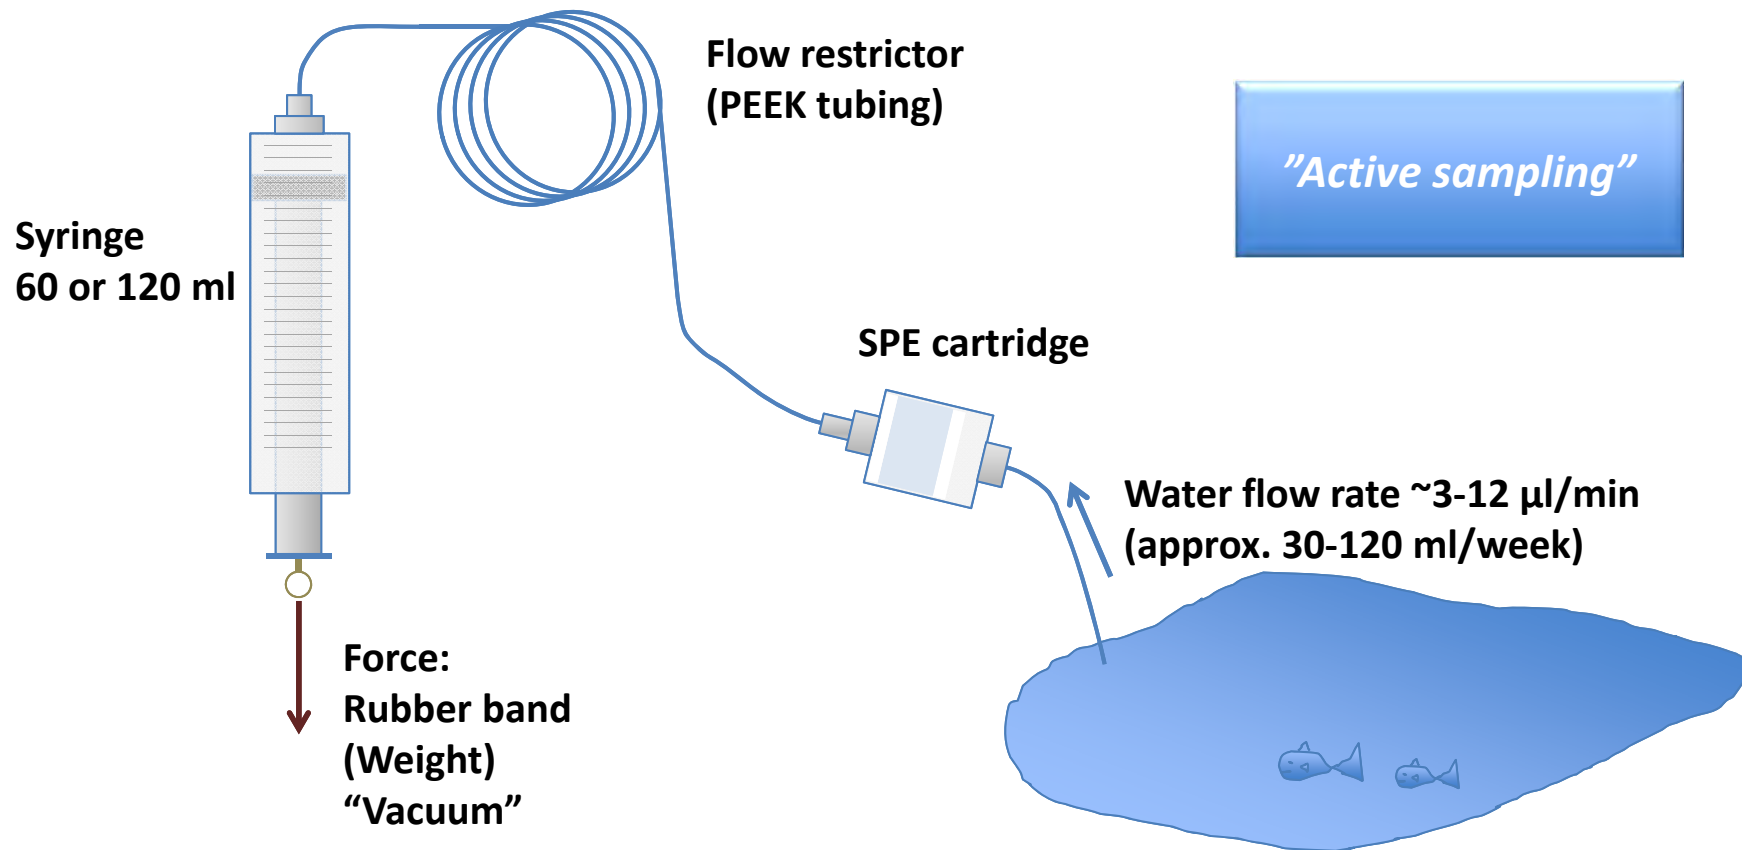 Flow restrictor
(PEEK tubing)
”Active sampling”
Syringe
60 or 120 ml
SPE cartridge
Water flow rate ~3-12 µl/min
(approx. 30-120 ml/week)
Force:
Rubber band
(Weight)
“Vacuum”